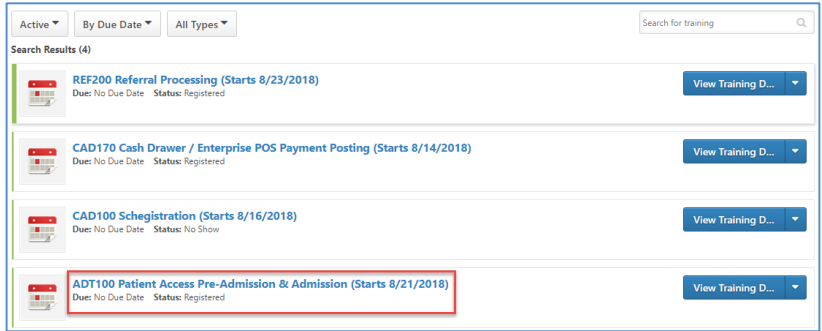 Active By Due Date All Types Search for training
Search Results (4)
REF200 Referral Processing (Starts 8/23/2018)
Due: No Due Date Status: Registered
View Training D...
CAD170 Cash Drawer / Enterprise POS Payment Posting (Starts 8/14/2018)
Due: No Due Date Status: Registered
View Training D...
CAD100 Schegistration (Starts 8/16/2018)
Due: No Due Date Status: No Show
View Training D...
ADT100 Patient Access Pre-Admission & Admission (Starts 8/21/2018)
Due: No Due Date Status: Registered
View Training D...